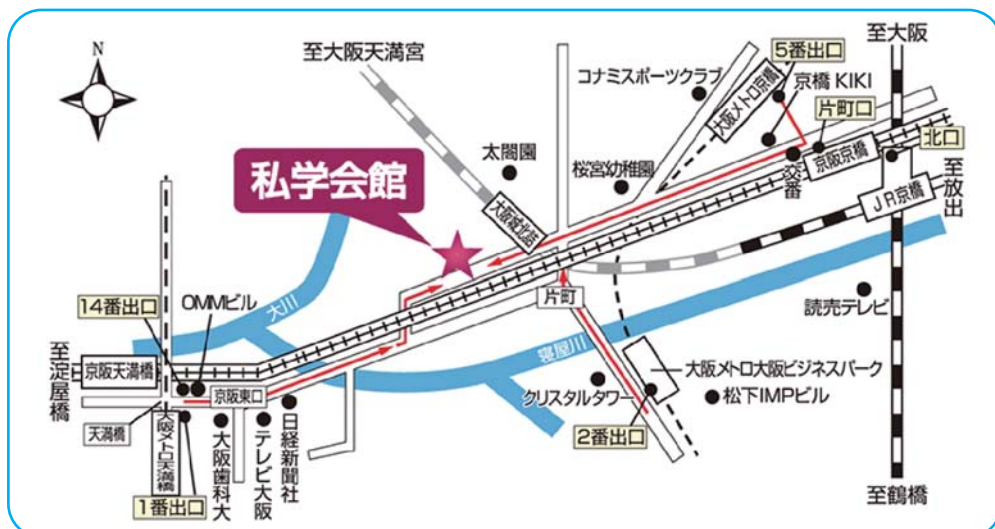 N
至大阪天満宮
コナミスポーツクラブ
5番出口
至大阪
大阪メトロ京橋
京橋 KIKI
片町口
太閤園
桜宮幼稚園
交番
京阪京橋
北口
至放出
JR京橋
私学会館
大阪城北詰
片町
読売テレビ
14番出口
OMMビル
大川
寝屋川
至淀屋橋
京阪天満橋
京阪東口
天満橋
大阪メトロ天満橋
1番出口
大阪歯科大
テレビ大阪
日経新聞社
クリスタルタワー
大阪メトロ大阪ビジネスパーク
松下IMPビル
2番出口
至鶴橋